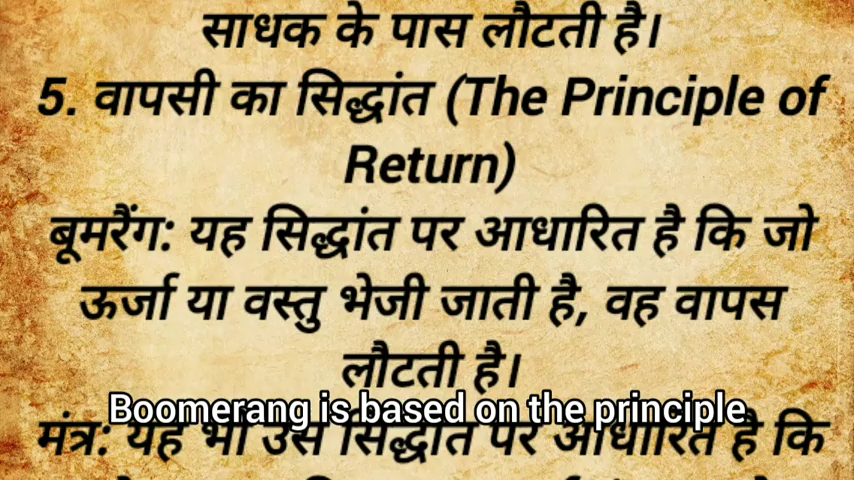 साधक के पास लौटती है।
5. वापसी का सिद्धांत (The Principle of
Return)
बूमरैंग: यह सिद्धांत पर आधारित है कि जो
ऊर्जा या वस्तु भेजी जाती है, वह वापस
लौटती है।
Boomerang is based on the principle
मंत्र: यह भी उस सिद्धांत पर आधारित है कि